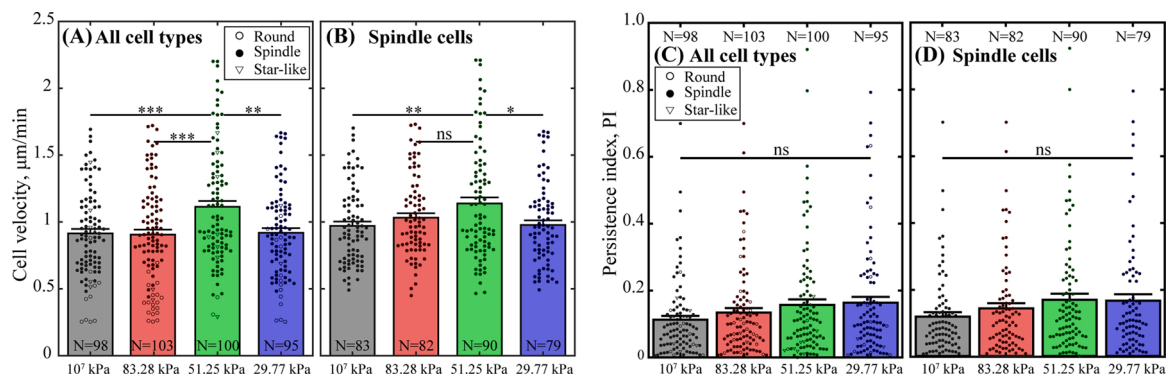 (A) All cell types
Round
Spindle
Star-like
2.5
2
1.5
1
0.5
0
Cell velocity, μm/min
***
**
***
N=98
N=103
N=100
N=95
10⁷ kPa
83.28 kPa
51.25 kPa
29.77 kPa
(B) Spindle cells
**
*
ns
N=83
N=82
N=90
N=79
10⁷ kPa
83.28 kPa
51.25 kPa
29.77 kPa
N=98
N=103
N=100
N=95
(C) All cell types
Round
Spindle
Star-like
1.0
0.8
0.6
0.4
0.2
0
Persistence index, PI
ns
10⁷ kPa
83.28 kPa
51.25 kPa
29.77 kPa
N=83
N=82
N=90
N=79
(D) Spindle cells
ns
10⁷ kPa
83.28 kPa
51.25 kPa
29.77 kPa